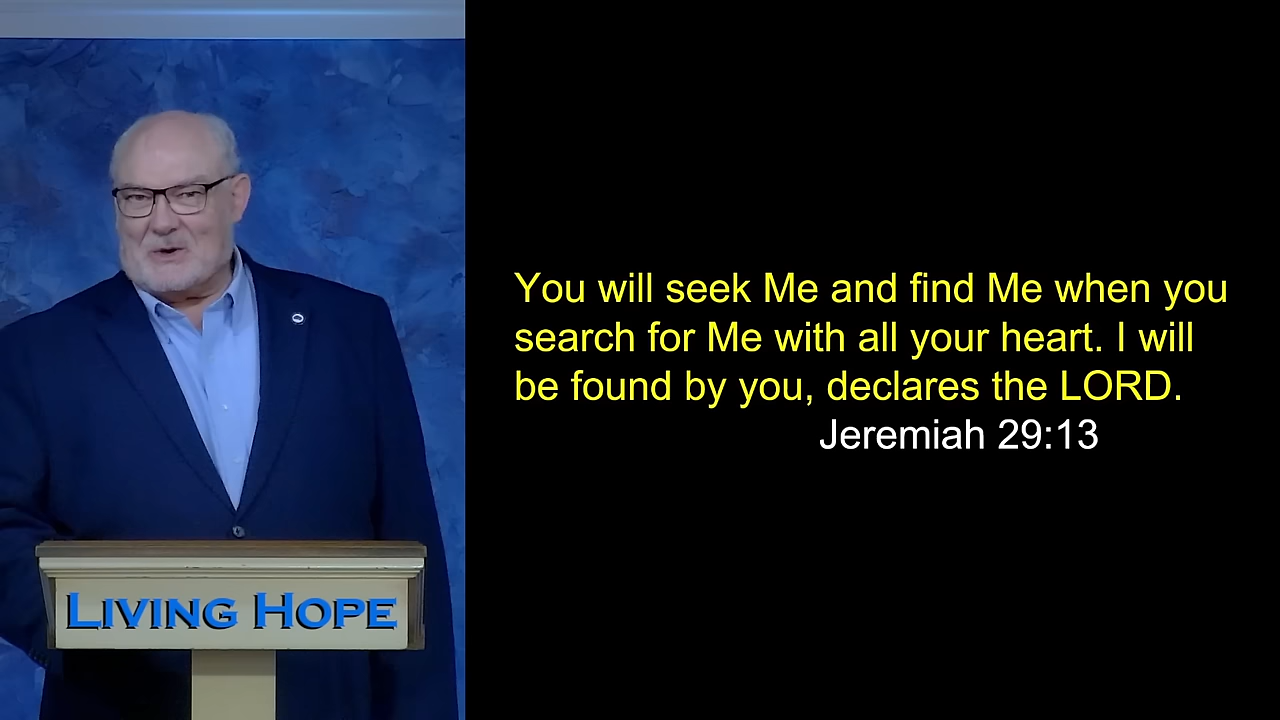 LIVING HOPE
You will seek Me and find Me when you
search for Me with all your heart. I will
be found by you, declares the LORD.
Jeremiah 29:13